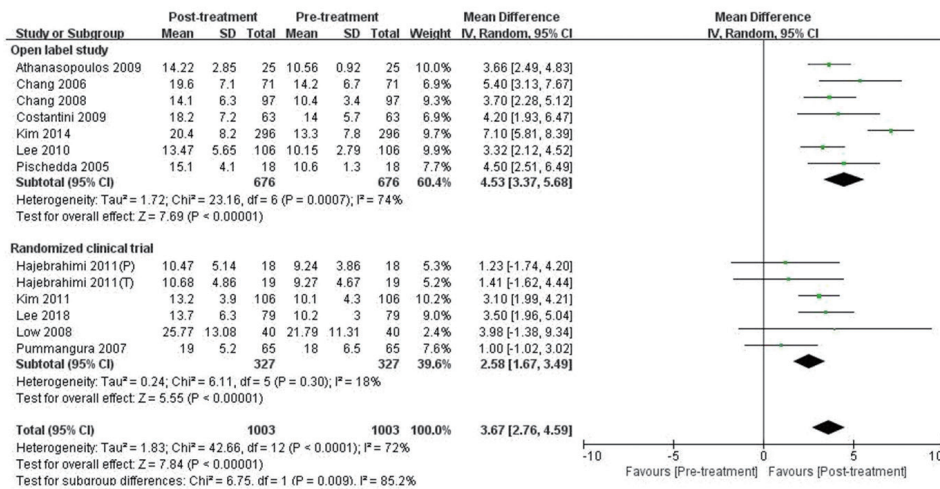 Post-treatment Pre-treatment Mean Difference Mean Difference
Study or Subgroup Mean SD Total Mean SD Total Weight IV, Random, 95% CI IV, Random, 95% CI
Open label study
Athanasopoulos 2009 14.22 2.85 25 10.56 0.92 25 10.0% 3.66 [2.49, 4.83]
Chang 2006 19.6 7.1 71 14.2 6.7 71 6.9% 5.40 [3.13, 7.67]
Chang 2008 14.1 6.3 97 10.4 3.4 97 9.3% 3.70 [2.28, 5.12]
Costantini 2009 18.2 7.2 63 14 5.7 63 6.9% 4.20 [1.93, 6.47]
Kim 2014 20.4 8.2 296 13.3 7.8 296 9.7% 7.10 [5.81, 8.39]
Lee 2010 13.47 5.65 106 10.15 2.79 106 9.9% 3.32 [2.12, 4.52]
Pischedda 2005 15.1 4.1 18 10.6 1.3 18 7.7% 4.50 [2.51, 6.49]
Subtotal (95% CI) 676 676 60.4% 4.53 [3.37, 5.68]
Heterogeneity: Tau² = 1.72; Chi² = 23.16, df = 6 (P = 0.0007); I² = 74%
Test for overall effect: Z = 7.69 (P < 0.00001)
Randomized clinical trial
Hajebrahimi 2011(P) 10.47 5.14 18 9.24 3.86 18 5.3% 1.23 [-1.74, 4.20]
Hajebrahimi 2011(T) 10.68 4.86 19 9.27 4.67 19 5.2% 1.41 [-1.62, 4.44]
Kim 2011 13.2 3.9 106 10.1 4.3 106 10.2% 3.10 [1.99, 4.21]
Lee 2018 13.7 6.3 79 10.2 3 79 9.0% 3.50 [1.96, 5.04]
Low 2008 25.77 13.08 40 21.79 11.31 40 2.4% 3.98 [-1.38, 9.34]
Pummangura 2007 19 5.2 65 18 6.5 65 7.6% 1.00 [-1.02, 3.02]
Subtotal (95% CI) 327 327 39.6% 2.58 [1.67, 3.49]
Heterogeneity: Tau² = 0.24; Chi² = 6.11, df = 5 (P = 0.30); I² = 18%
Test for overall effect: Z = 5.55 (P < 0.00001)
Total (95% CI) 1003 1003 100.0% 3.67 [2.76, 4.59]
Heterogeneity: Tau² = 1.83; Chi² = 42.66, df = 12 (P < 0.0001); I² = 72%
Test for overall effect: Z = 7.84 (P < 0.00001)
Test for subgroup differences: Chi² = 6.75, df = 1 (P = 0.009), I² = 85.2%
-10 -5 0 5 10
Favours [Pre-treatment] Favours [Post-treatment]